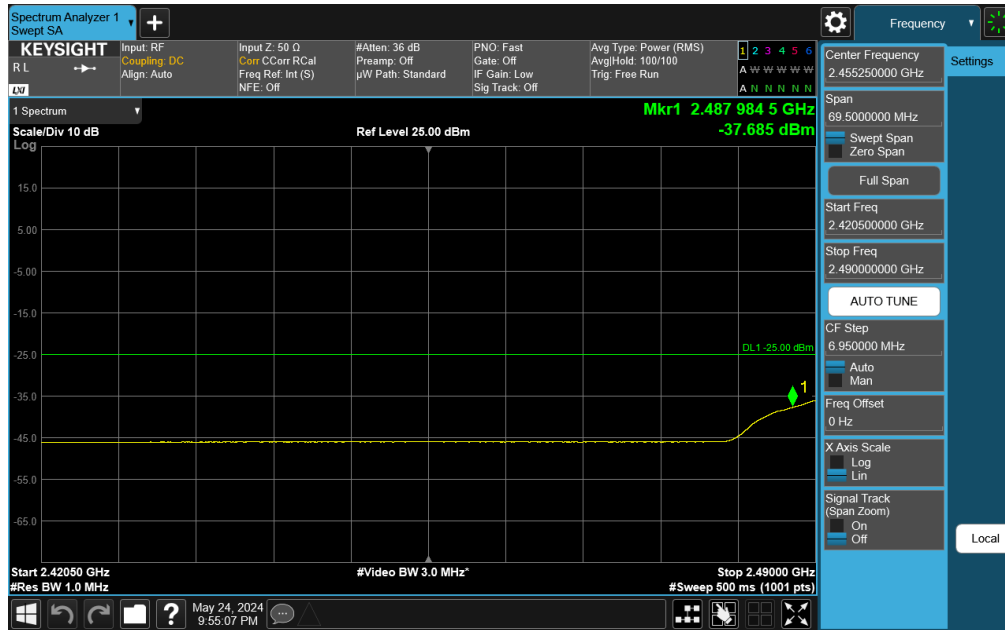 Spectrum Analyzer 1
Swept SA
+
Frequency
KEYSIGHT
RL
LXI
Input: RF
Coupling: DC
Align: Auto
Input Z: 50 Ω
Corr CCorr RCal
Freq Ref: Int (S)
NFE: Off
#Atten: 36 dB
Preamp: Off
µW Path: Standard
PNO: Fast
Gate: Off
IF Gain: Low
Sig Track: Off
Avg Type: Power (RMS)
Avg|Hold: 100/100
Trig: Free Run
1 2 3 4 5 6
A W W W W W
A N N N N N
1 Spectrum
Mkr1 2.487 984 5 GHz
Scale/Div 10 dB
Ref Level 25.00 dBm
-37.685 dBm
Log
15.0
5.00
-5.00
-25.0
DL1 -25.00 dBm
-35.0
1
-45.0
-55.0
-65.0
Start 2.42050 GHz
#Video BW 3.0 MHz*
Stop 2.49000 GHz
#Res BW 1.0 MHz
#Sweep 500 ms (1001 pts)
?
May 24, 2024
9:55:07 PM
Center Frequency
2.455250000 GHz
Settings
Span
69.5000000 MHz
Swept Span
Zero Span
Full Span
Start Freq
2.420500000 GHz
Stop Freq
2.490000000 GHz
AUTO TUNE
CF Step
6.950000 MHz
Auto
Man
Freq Offset
0 Hz
X Axis Scale
Log
Lin
Signal Track
(Span Zoom)
On
Off
Local